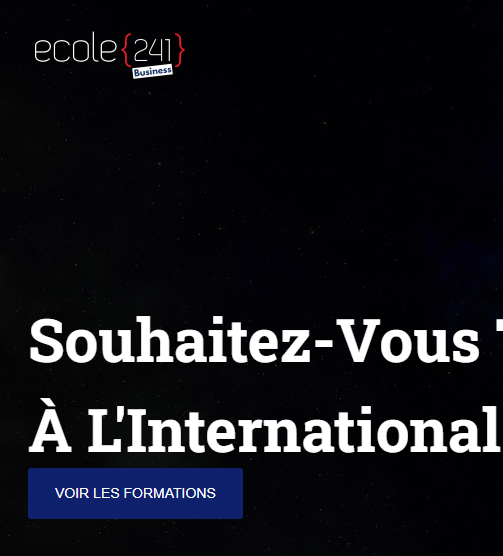 ecole{241}
Business
Souhaitez-Vous
À L'International
VOIR LES FORMATIONS